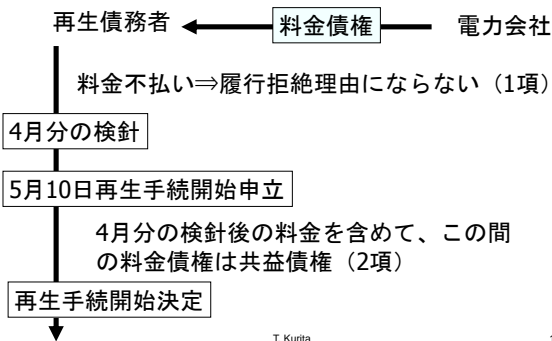 再生債務者
料金債権
電力会社
料金不払い⇒履行拒絶理由にならない（1項）
4月分の検針
5月10日再生手続開始申立
4月分の検針後の料金を含めて、この間
の料金債権は共益債権（2項）
再生手続開始決定
T. Kurita